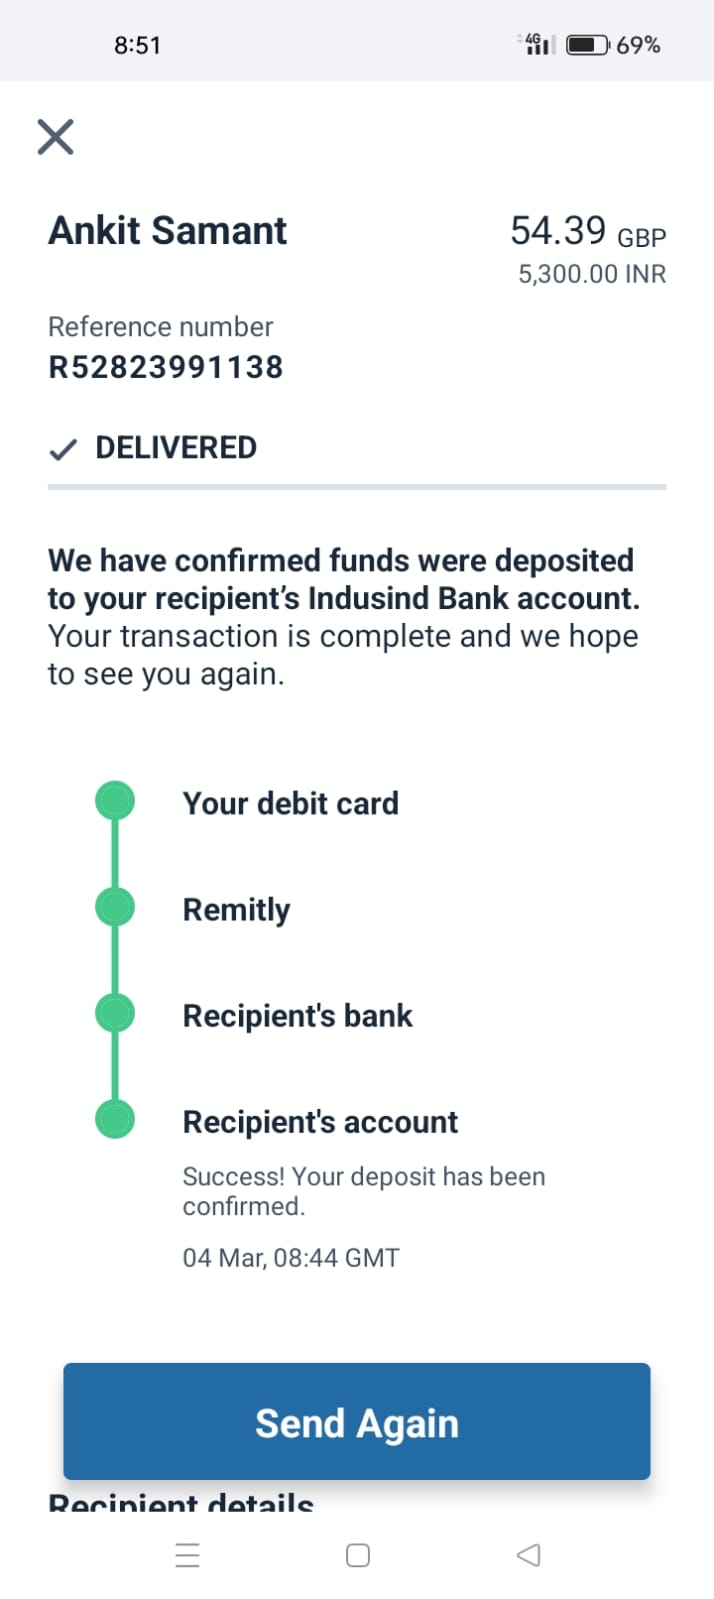 8:51
4G
69%
Ankit Samant
54.39 GBP
5,300.00 INR
Reference number
R52823991138
DELIVERED
We have confirmed funds were deposited
to your recipient’s Indusind Bank account.
Your transaction is complete and we hope
to see you again.
Your debit card
Remitly
Recipient's bank
Recipient's account
Success! Your deposit has been
confirmed.
04 Mar, 08:44 GMT
Send Again
Recipient details